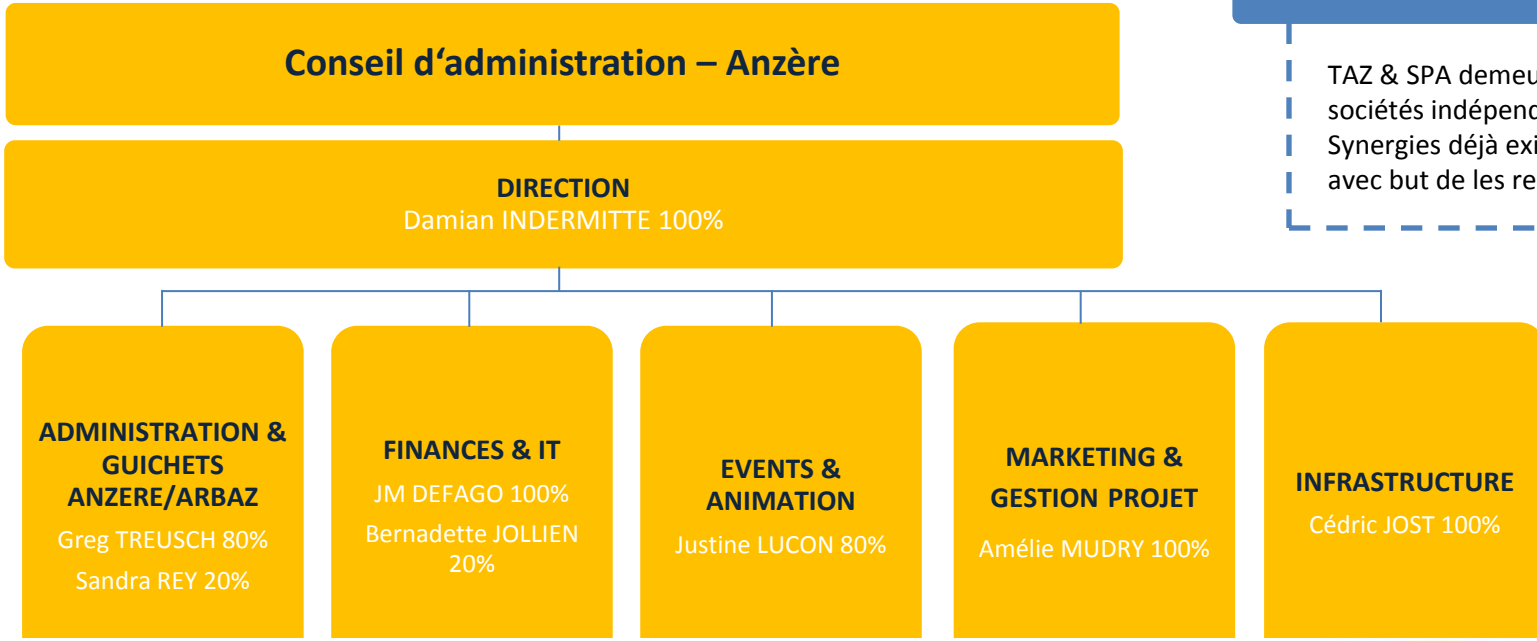 Conseil d‘administration – Anzère
TAZ & SPA
sociétés
Synergies déjà
avec but de les
DIRECTION
Damian INDERMITTE 100%
ADMINISTRATION &
GUICHETS
ANZERE/ARBAZ
Greg TREUSCH 80%
Sandra REY 20%
FINANCES & IT
JM DEFAGO 100%
Bernadette JOLLIEN
20%
EVENTS &
ANIMATION
Justine LUCON 80%
MARKETING &
GESTION PROJET
Amélie MUDRY 100%
INFRASTRUCTURE
Cédric JOST 100%